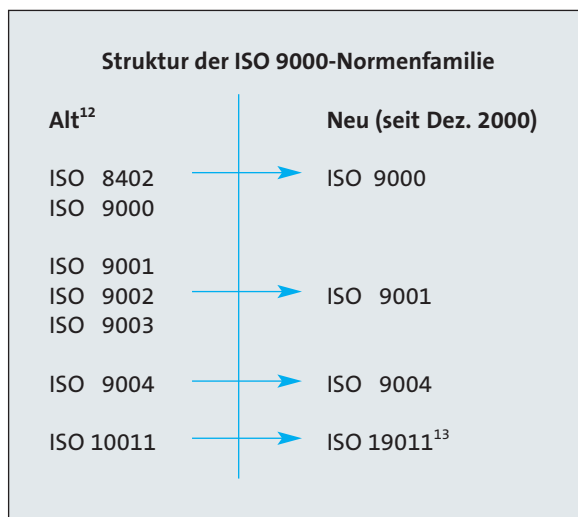 Struktur der ISO 9000-Normenfamilie
Alt12 Neu (seit Dez. 2000)
ISO 8402 ISO 9000
ISO 9000
ISO 9001
ISO 9002 ISO 9001
ISO 9003
ISO 9004 ISO 9004
ISO 10011 ISO 1901113